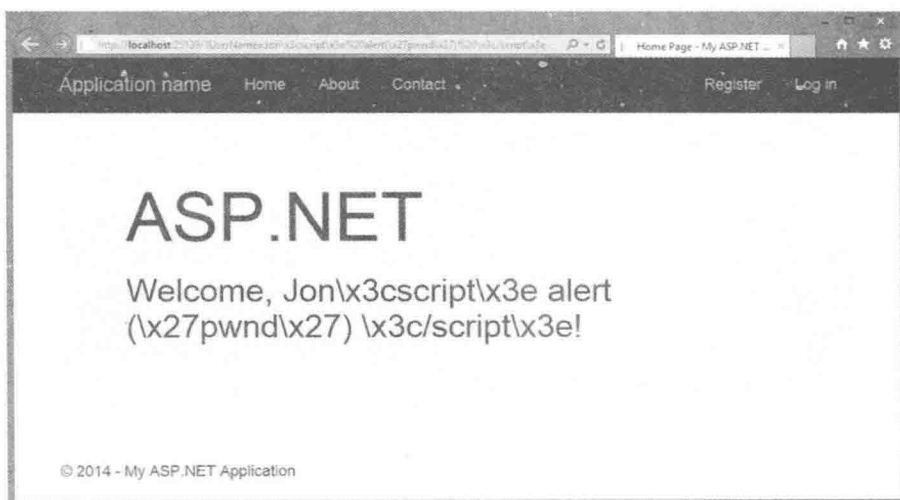 http://localhost
Home Page - My ASP.NET ...
Application name Home About Contact Register Log in
ASP.NET
Welcome, Jon\x3cscript\x3e alert
(\x27pwnd\x27) \x3c/script\x3e!
© 2014 - My ASP.NET Application